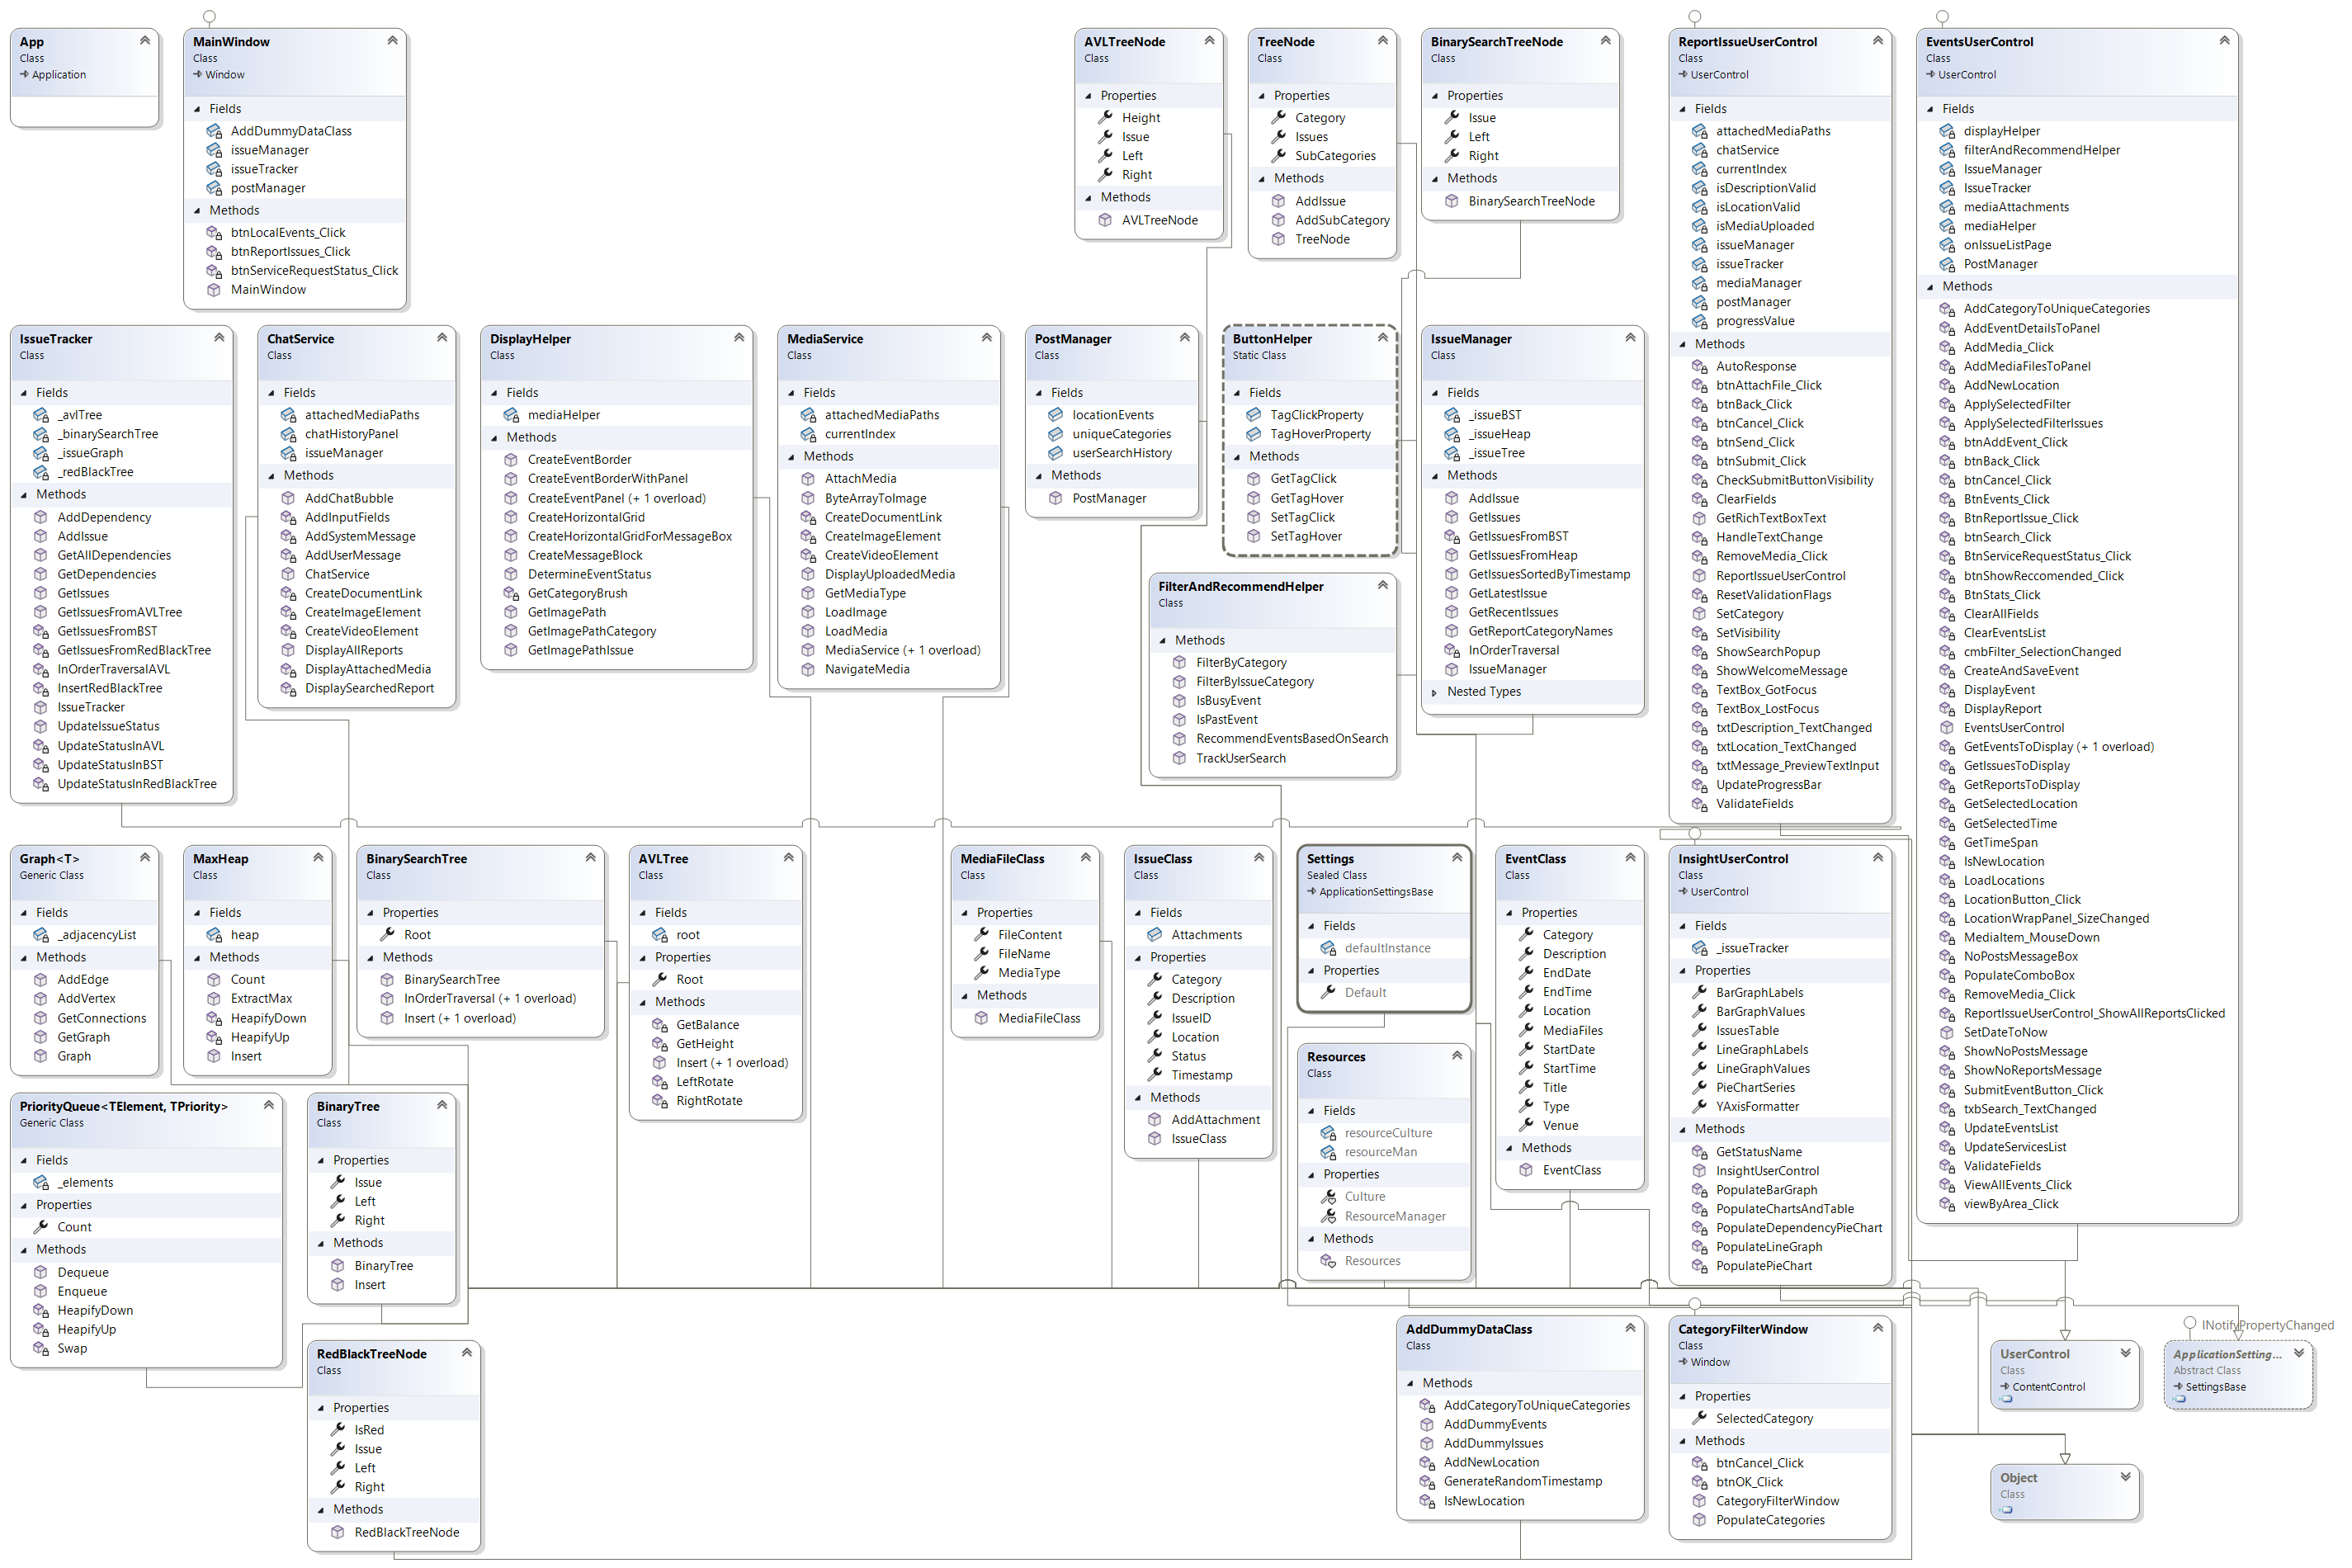 App
Class
Application
MainWindow
Class
Window
Fields
AddDummyDataClass
issueManager
issueTracker
postManager
Methods
btnLocalEvents_Click
btnReportIssues_Click
btnServiceRequestStatus_Click
MainWindow
AVLTreeNode
Class
Properties
Height
Issue
Left
Right
Methods
AVLTreeNode
TreeNode
Class
Properties
Category
Issues
SubCategories
Methods
AddIssue
AddSubCategory
TreeNode
BinarySearchTreeNode
Class
Properties
Issue
Left
Right
Methods
BinarySearchTreeNode
ReportIssueUserControl
Class
UserControl
Fields
attachedMediaPaths
chatService
currentIndex
isDescriptionValid
isLocationValid
isMediaUploaded
issueManager
issueTracker
mediaManager
postManager
progressValue
Methods
AutoResponse
btnAttachFile_Click
btnBack_Click
btnCancel_Click
btnSend_Click
btnSubmit_Click
CheckSubmitButtonVisibility
ClearFields
GetRichTextBoxText
HandleTextChange
RemoveMedia_Click
ReportIssueUserControl
ResetValidationFlags
SetCategory
SetVisibility
ShowSearchPopup
ShowWelcomeMessage
TextBox_GotFocus
TextBox_LostFocus
txtDescription_TextChanged
txtLocation_TextChanged
txtMessage_PreviewTextInput
UpdateProgressBar
ValidateFields
EventsUserControl
Class
UserControl
Fields
displayHelper
filterAndRecommendHelper
IssueManager
IssueTracker
mediaAttachments
mediaHelper
onIssueListPage
PostManager
Methods
AddCategoryToUniqueCategories
AddEventDetailsToPanel
AddMedia_Click
AddMediaFilesToPanel
AddNewLocation
ApplySelectedFilter
ApplySelectedFilterIssues
btnAddEvent_Click
btnBack_Click
btnCancel_Click
BtnEvents_Click
BtnReportIssue_Click
btnSearch_Click
BtnServiceRequestStatus_Click
btnShowReccomended_Click
BtnStats_Click
ClearAllFields
ClearEventsList
cmbFilter_SelectionChanged
CreateAndSaveEvent
DisplayEvent
DisplayReport
EventsUserControl
GetEventsToDisplay (+ 1 overload)
GetIssuesToDisplay
GetReportsToDisplay
GetSelectedLocation
GetSelectedTime
GetTimeSpan
IsNewLocation
LoadLocations
LocationButton_Click
LocationWrapPanel_SizeChanged
MediaItem_MouseDown
NoPostsMessageBox
PopulateComboBox
RemoveMedia_Click
ReportIssueUserControl_ShowAllReportsClicked
SetDateToNow
ShowNoPostsMessage
ShowNoReportsMessage
SubmitEventButton_Click
txbSearch_TextChanged
UpdateEventsList
UpdateServicesList
ValidateFields
ViewAllEvents_Click
viewByArea_Click
IssueTracker
Class
Fields
_avlTree
_binarySearchTree
_issueGraph
_redBlackTree
Methods
AddDependency
AddIssue
GetAllDependencies
GetDependencies
GetIssues
GetIssuesFromAVLTree
GetIssuesFromBST
GetIssuesFromRedBlackTree
InOrderTraversalAVL
InsertRedBlackTree
IssueTracker
UpdateIssueStatus
UpdateStatusInAVL
UpdateStatusInBST
UpdateStatusInRedBlackTree
ChatService
Class
Fields
attachedMediaPaths
chatHistoryPanel
issueManager
Methods
AddChatBubble
AddInputFields
AddSystemMessage
AddUserMessage
ChatService
CreateDocumentLink
CreateImageElement
CreateVideoElement
DisplayAllReports
DisplayAttachedMedia
DisplaySearchedReport
DisplayHelper
Class
Fields
mediaHelper
Methods
CreateEventBorder
CreateEventBorderWithPanel
CreateEventPanel (+ 1 overload)
CreateHorizontalGrid
CreateHorizontalGridForMessageBox
CreateMessageBlock
DetermineEventStatus
GetCategoryBrush
GetImagePath
GetImagePathCategory
GetImagePathIssue
MediaService
Class
Fields
attachedMediaPaths
currentIndex
Methods
AttachMedia
ByteArrayToImage
CreateDocumentLink
CreateImageElement
CreateVideoElement
DisplayUploadedMedia
GetMediaType
LoadImage
LoadMedia
MediaService (+ 1 overload)
NavigateMedia
PostManager
Class
Fields
locationEvents
uniqueCategories
userSearchHistory
Methods
PostManager
ButtonHelper
Static Class
Fields
TagClickProperty
TagHoverProperty
Methods
GetTagClick
GetTagHover
SetTagClick
SetTagHover
IssueManager
Class
Fields
_issueBST
_issueHeap
_issueTree
Methods
AddIssue
GetIssues
GetIssuesFromBST
GetIssuesFromHeap
GetIssuesSortedByTimestamp
GetLatestIssue
GetRecentIssues
GetReportCategoryNames
InOrderTraversal
IssueManager
Nested Types
FilterAndRecommendHelper
Class
Methods
FilterByCategory
FilterByIssueCategory
IsBusyEvent
IsPastEvent
RecommendEventsBasedOnSearch
TrackUserSearch
Graph<T>
Generic Class
Fields
_adjacencyList
Methods
AddEdge
AddVertex
GetConnections
GetGraph
Graph
MaxHeap
Class
Fields
heap
Methods
Count
ExtractMax
HeapifyDown
HeapifyUp
Insert
BinarySearchTree
Class
Properties
Root
Methods
BinarySearchTree
InOrderTraversal (+ 1 overload)
Insert (+ 1 overload)
AVLTree
Class
Fields
root
Properties
Root
Methods
GetBalance
GetHeight
Insert (+ 1 overload)
LeftRotate
RightRotate
MediaFileClass
Class
Properties
FileContent
FileName
MediaType
Methods
MediaFileClass
IssueClass
Class
Fields
Attachments
Properties
Category
Description
IssueID
Location
Status
Timestamp
Methods
AddAttachment
IssueClass
Settings
Sealed Class
ApplicationSettingsBase
Fields
defaultInstance
Properties
Default
EventClass
Class
Properties
Category
Description
EndDate
EndTime
Location
MediaFiles
StartDate
StartTime
Title
Type
Venue
Methods
EventClass
InsightUserControl
Class
UserControl
Fields
_issueTracker
Properties
BarGraphLabels
BarGraphValues
IssuesTable
LineGraphLabels
LineGraphValues
PieChartSeries
YAxisFormatter
Methods
GetStatusName
InsightUserControl
PopulateBarGraph
PopulateChartsAndTable
PopulateDependencyPieChart
PopulateLineGraph
PopulatePieChart
Resources
Class
Fields
resourceCulture
resourceMan
Properties
Culture
ResourceManager
Methods
Resources
PriorityQueue<TElement, TPriority>
Generic Class
Fields
_elements
Properties
Count
Methods
Dequeue
Enqueue
HeapifyDown
HeapifyUp
Swap
BinaryTree
Class
Properties
Issue
Left
Right
Methods
BinaryTree
Insert
RedBlackTreeNode
Class
Properties
IsRed
Issue
Left
Right
Methods
RedBlackTreeNode
AddDummyDataClass
Class
Methods
AddCategoryToUniqueCategories
AddDummyEvents
AddDummyIssues
AddNewLocation
GenerateRandomTimestamp
IsNewLocation
CategoryFilterWindow
Class
Window
Properties
SelectedCategory
Methods
btnCancel_Click
btnOK_Click
CategoryFilterWindow
PopulateCategories
UserControl
Class
ContentControl
INotifyPropertyChanged
ApplicationSetting...
Abstract Class
SettingsBase
Object
Class